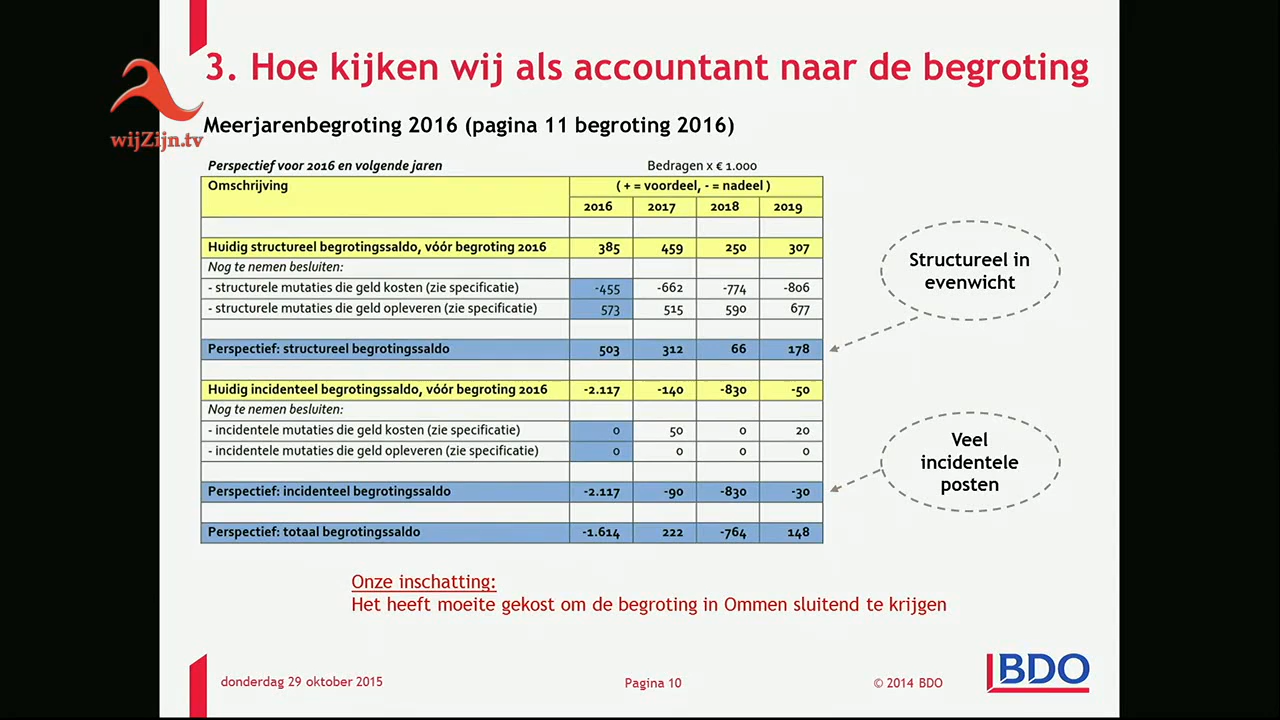 3. Hoe kijken wij als accountant naar de begroting
wijZijn.tv
Meerjarenbegroting 2016 (pagina 11 begroting 2016)
Perspectief voor 2016 en volgende jaren Bedragen x € 1.000
Omschrijving ( + = voordeel, - = nadeel )
2016 2017 2018 2019
Huidig structureel begrotingssaldo, vóór begroting 2016 385 459 250 307
Nog te nemen besluiten:
- structurele mutaties die geld kosten (zie specificatie) -455 -662 -774 -806
- structurele mutaties die geld opleveren (zie specificatie) 573 515 590 677
Perspectief: structureel begrotingssaldo 503 312 66 178
Huidig incidenteel begrotingssaldo, vóór begroting 2016 -2.117 -140 -830 -50
Nog te nemen besluiten:
- incidentele mutaties die geld kosten (zie specificatie) 0 50 0 20
- incidentele mutaties die geld opleveren (zie specificatie) 0 0 0 0
Perspectief: incidenteel begrotingssaldo -2.117 -90 -830 -30
Perspectief: totaal begrotingssaldo -1.614 222 -764 148
Structureel in
evenwicht
Veel
incidentele
posten
Onze inschatting:
Het heeft moeite gekost om de begroting in Ommen sluitend te krijgen
donderdag 29 oktober 2015 Pagina 10 © 2014 BDO
BDO